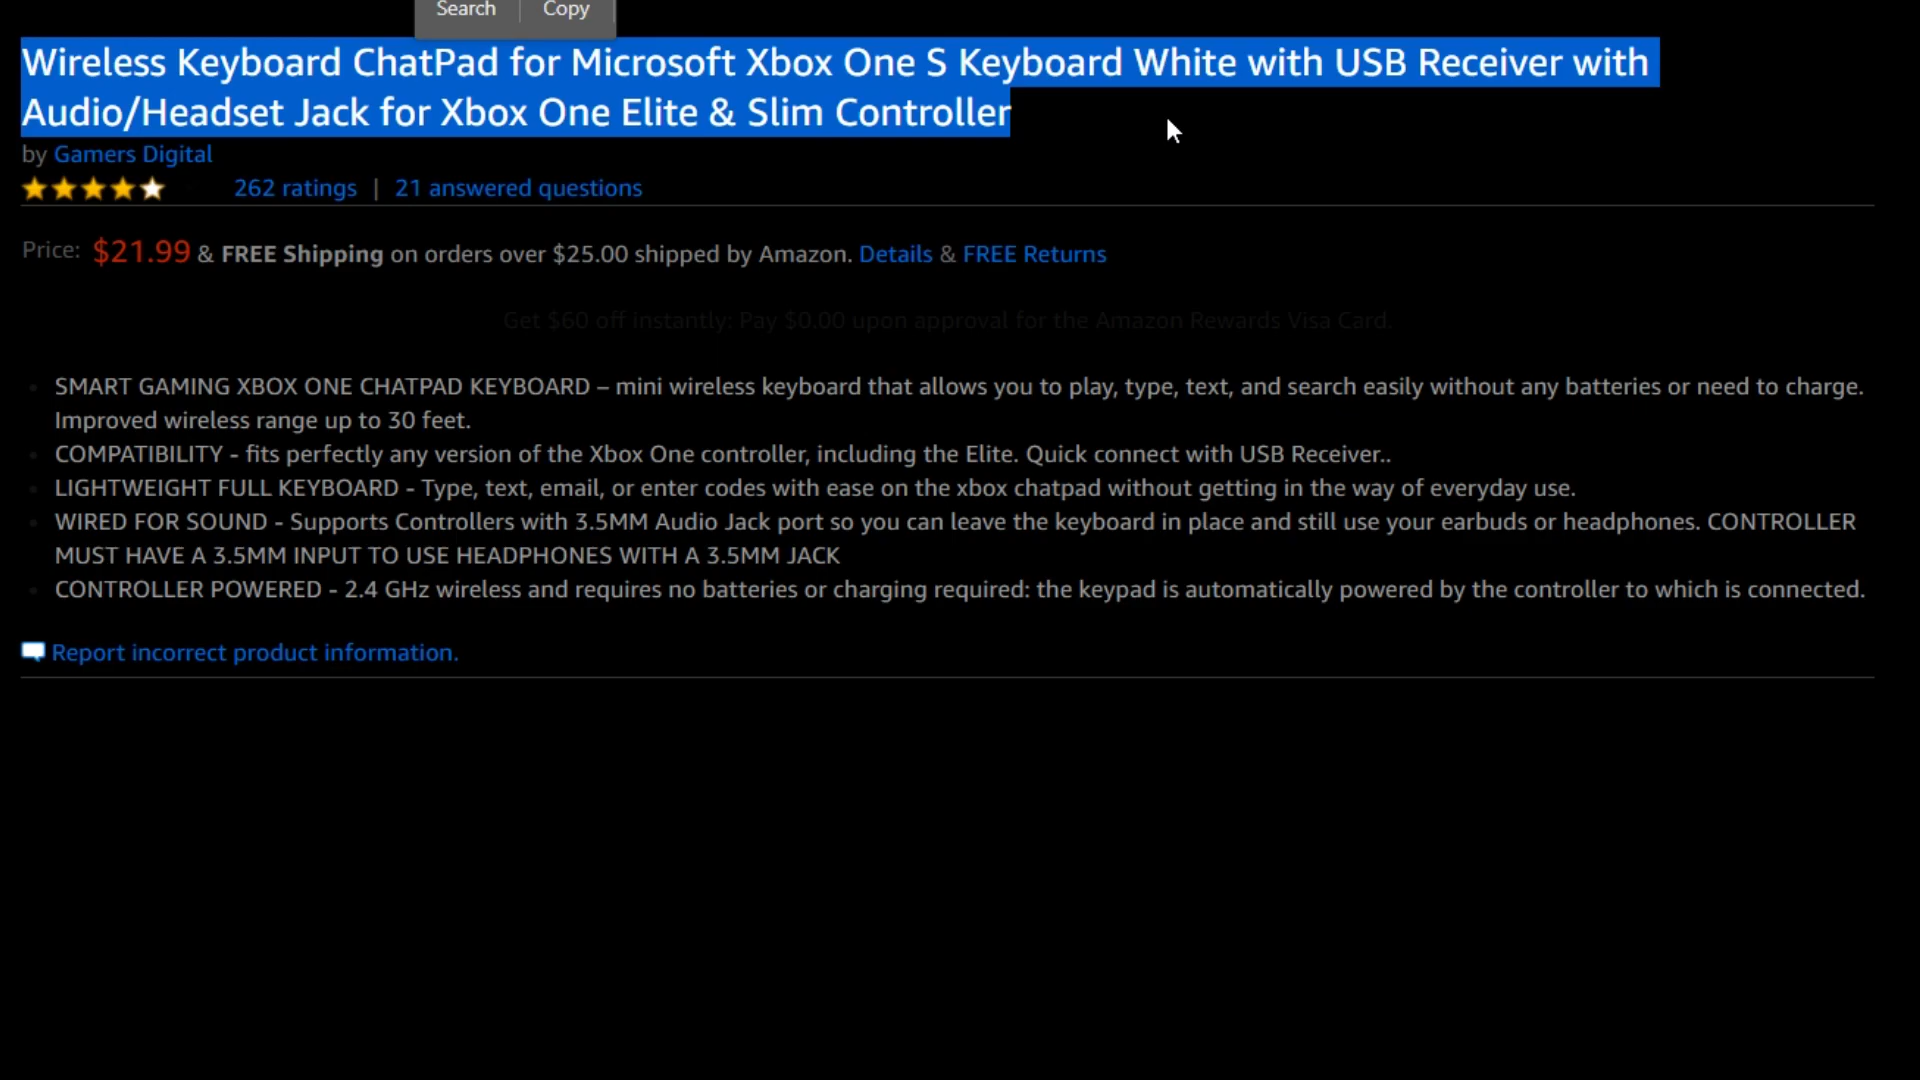 Search | Copy
Wireless Keyboard ChatPad for Microsoft Xbox One S Keyboard White with USB Receiver with
Audio/Headset Jack for Xbox One Elite & Slim Controller
by Gamers Digital
262 ratings | 21 answered questions
Price: $21.99 & FREE Shipping on orders over $25.00 shipped by Amazon. Details & FREE Returns
Get $60 off instantly: Pay $0.00 upon approval for the Amazon Rewards Visa Card.
SMART GAMING XBOX ONE CHATPAD KEYBOARD – mini wireless keyboard that allows you to play, type, text, and search easily without any batteries or need to charge.
Improved wireless range up to 30 feet.
COMPATIBILITY - fits perfectly any version of the Xbox One controller, including the Elite. Quick connect with USB Receiver..
LIGHTWEIGHT FULL KEYBOARD - Type, text, email, or enter codes with ease on the xbox chatpad without getting in the way of everyday use.
WIRED FOR SOUND - Supports Controllers with 3.5MM Audio Jack port so you can leave the keyboard in place and still use your earbuds or headphones. CONTROLLER
MUST HAVE A 3.5MM INPUT TO USE HEADPHONES WITH A 3.5MM JACK
CONTROLLER POWERED - 2.4 GHz wireless and requires no batteries or charging required: the keypad is automatically powered by the controller to which is connected.
Report incorrect product information.